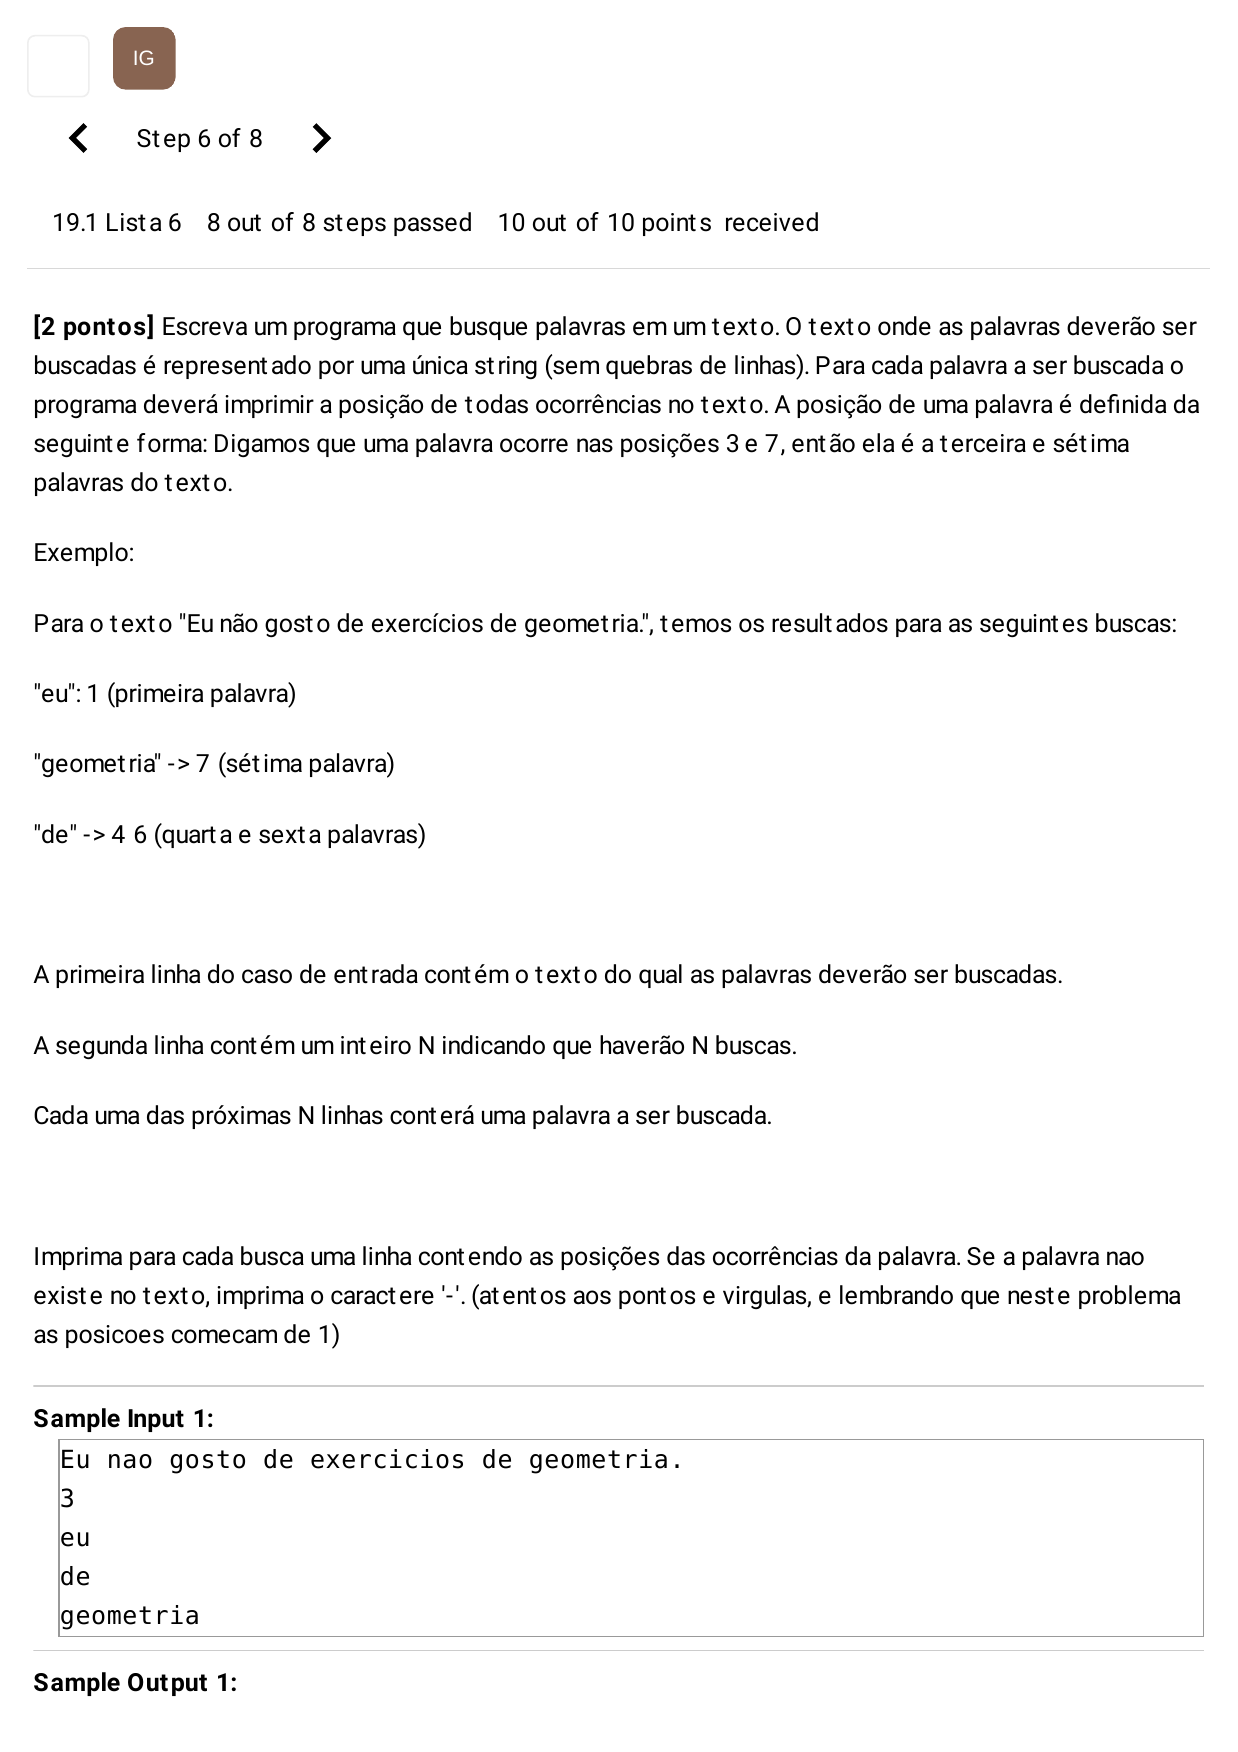 IG
Step 6 of 8
19.1 Lista 6 8 out of 8 steps passed 10 out of 10 points received
[2 pontos] Escreva um programa que busque palavras em um texto. O texto onde as palavras deverão ser
buscadas é representado por uma única string (sem quebras de linhas). Para cada palavra a ser buscada o
programa deverá imprimir a posição de todas ocorrências no texto. A posição de uma palavra é definida da
seguinte forma: Digamos que uma palavra ocorre nas posições 3 e 7, então ela é a terceira e sétima
palavras do texto.
Exemplo:
Para o texto "Eu não gosto de exercícios de geometria.", temos os resultados para as seguintes buscas:
"eu": 1 (primeira palavra)
"geometria" -> 7 (sétima palavra)
"de" -> 4 6 (quarta e sexta palavras)
A primeira linha do caso de entrada contém o texto do qual as palavras deverão ser buscadas.
A segunda linha contém um inteiro N indicando que haverão N buscas.
Cada uma das próximas N linhas conterá uma palavra a ser buscada.
Imprima para cada busca uma linha contendo as posições das ocorrências da palavra. Se a palavra nao
existe no texto, imprima o caractere '-'. (atentos aos pontos e virgulas, e lembrando que neste problema
as posicoes comecam de 1)
Sample Input 1:
Eu nao gosto de exercicios de geometria.
3
eu
de
geometria
Sample Output 1: